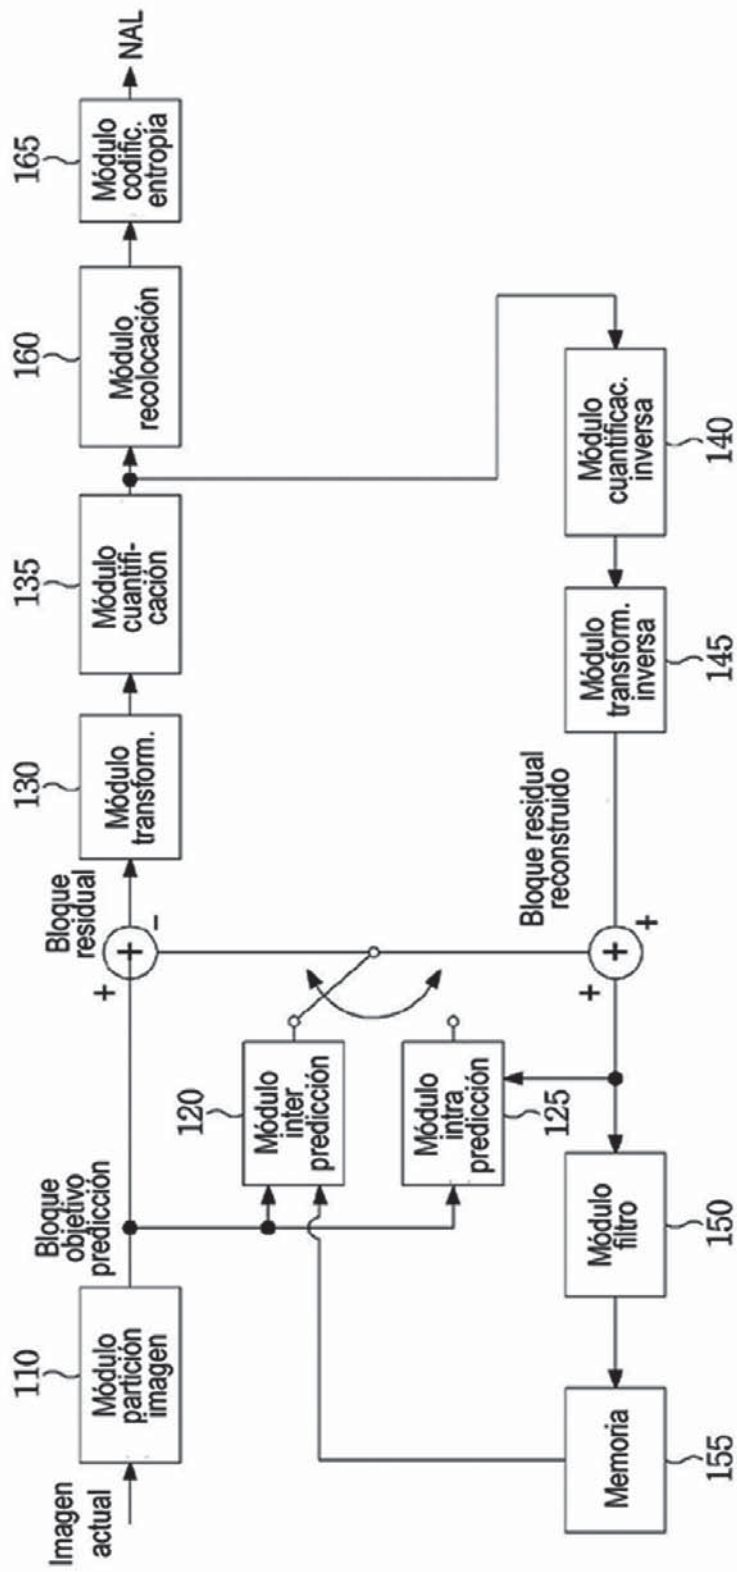 Imagen
actual
110
Módulo
partición
imagen
Bloque
objetivo
predicción
+
+
-
Bloque
residual
130
Módulo
transform.
135
Módulo
cuantifi-
cación
160
Módulo
recolocación
165
Módulo
codific.
entropía
NAL
120
Módulo
inter
predicción
Módulo
intra
predicción
125
Memoria
155
Módulo
filtro
150
+
+
+
Bloque residual
reconstruido
Módulo
transform.
inversa
145
Módulo
cuantificac.
inversa
140